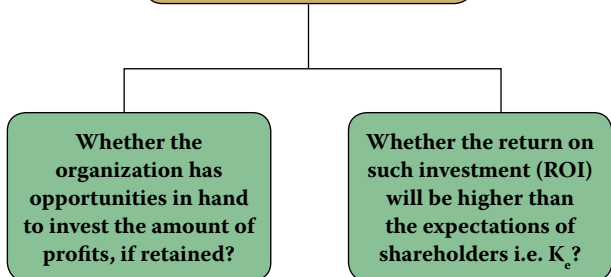 Whether the
organization has
opportunities in hand
to invest the amount of
profits, if retained?
Whether the return on
such investment (ROI)
will be higher than
the expectations of
shareholders i.e. Kₑ?